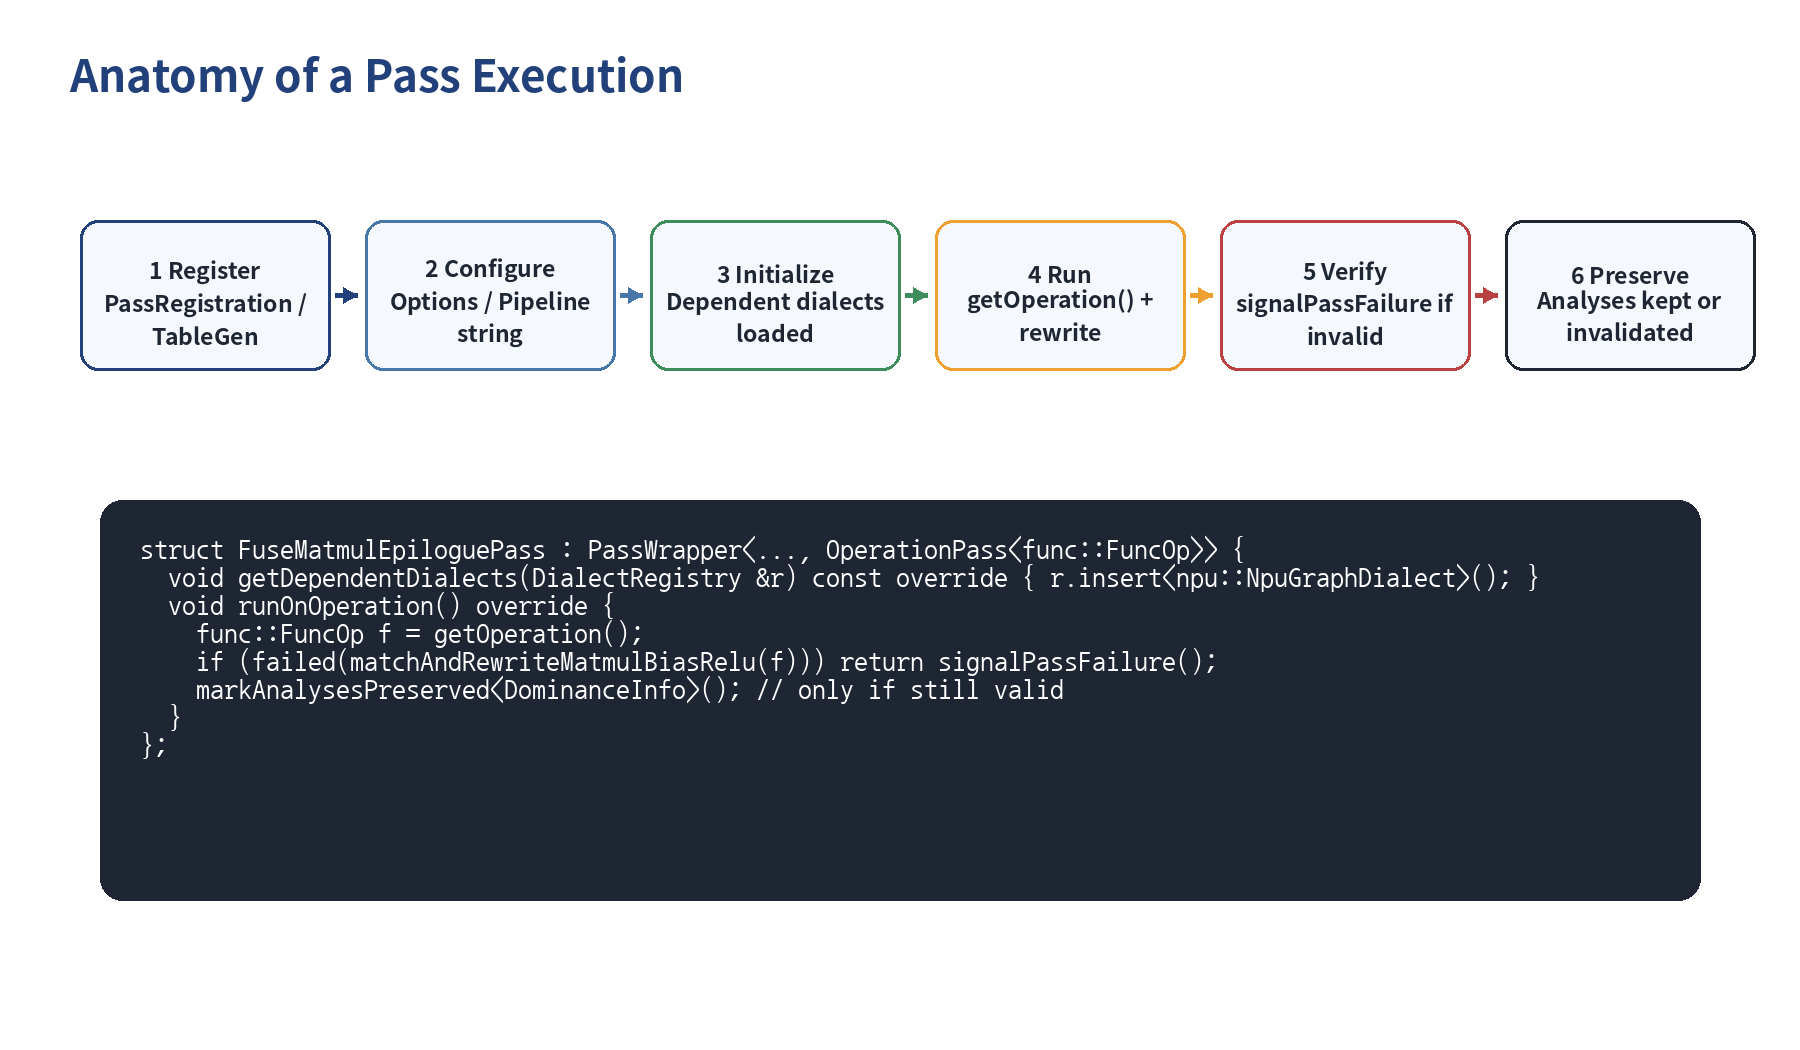 Anatomy of a Pass Execution
1 Register
PassRegistration /
TableGen
2 Configure
Options / Pipeline
string
3 Initialize
Dependent dialects
loaded
4 Run
getOperation() +
rewrite
5 Verify
signalPassFailure if
invalid
6 Preserve
Analyses kept or
invalidated
struct FuseMatmulEpiloguePass : PassWrapper<..., OperationPass<func::FuncOp>> {
  void getDependentDialects(DialectRegistry &r) const override { r.insert<npu::NpuGraphDialect>(); }
  void runOnOperation() override {
    func::FuncOp f = getOperation();
    if (failed(matchAndRewriteMatmulBiasRelu(f))) return signalPassFailure();
    markAnalysesPreserved<DominanceInfo>(); // only if still valid
  }
};